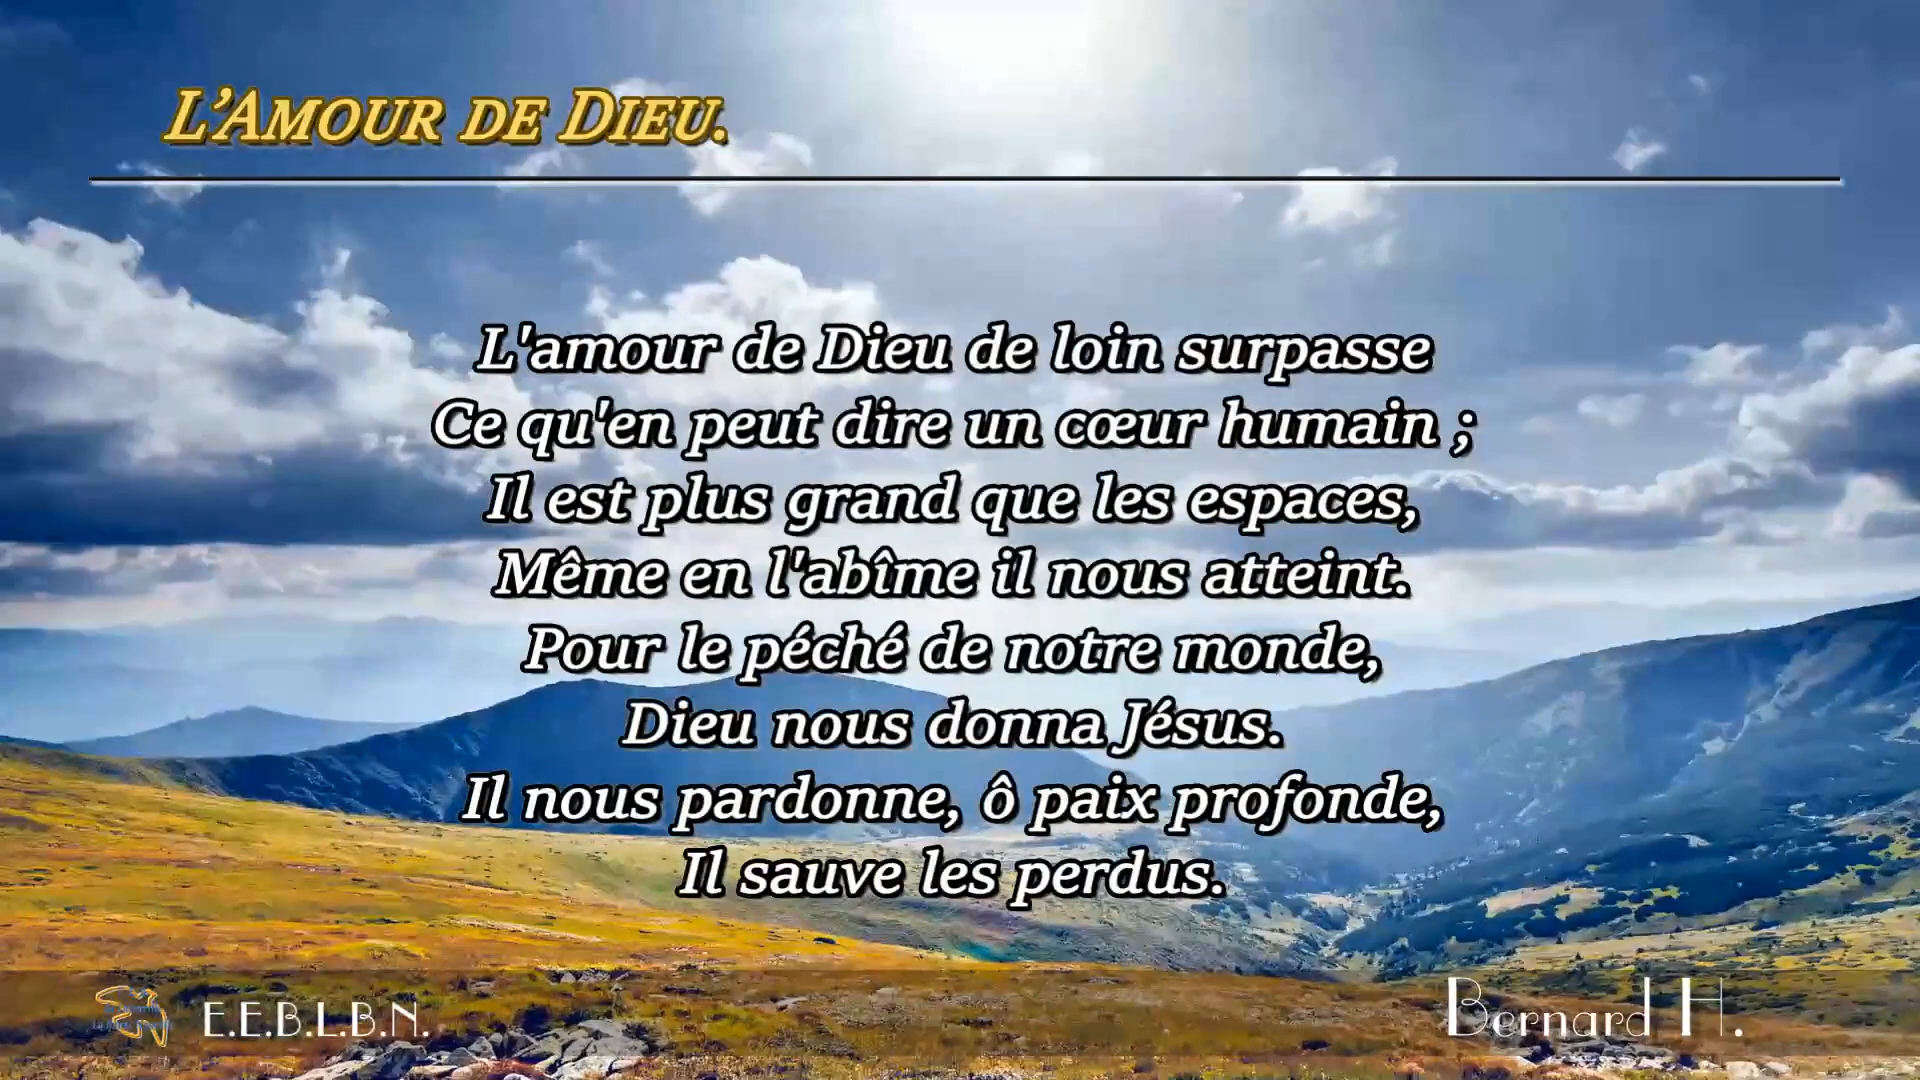 L'Amour de Dieu.
L'amour de Dieu de loin surpasse
Ce qu'en peut dire un cœur humain ;
Il est plus grand que les espaces,
Même en l'abîme il nous atteint.
Pour le péché de notre monde,
Dieu nous donna Jésus.
Il nous pardonne, ô paix profonde,
Il sauve les perdus.
E.E.B.L.B.N.
Bernard H.